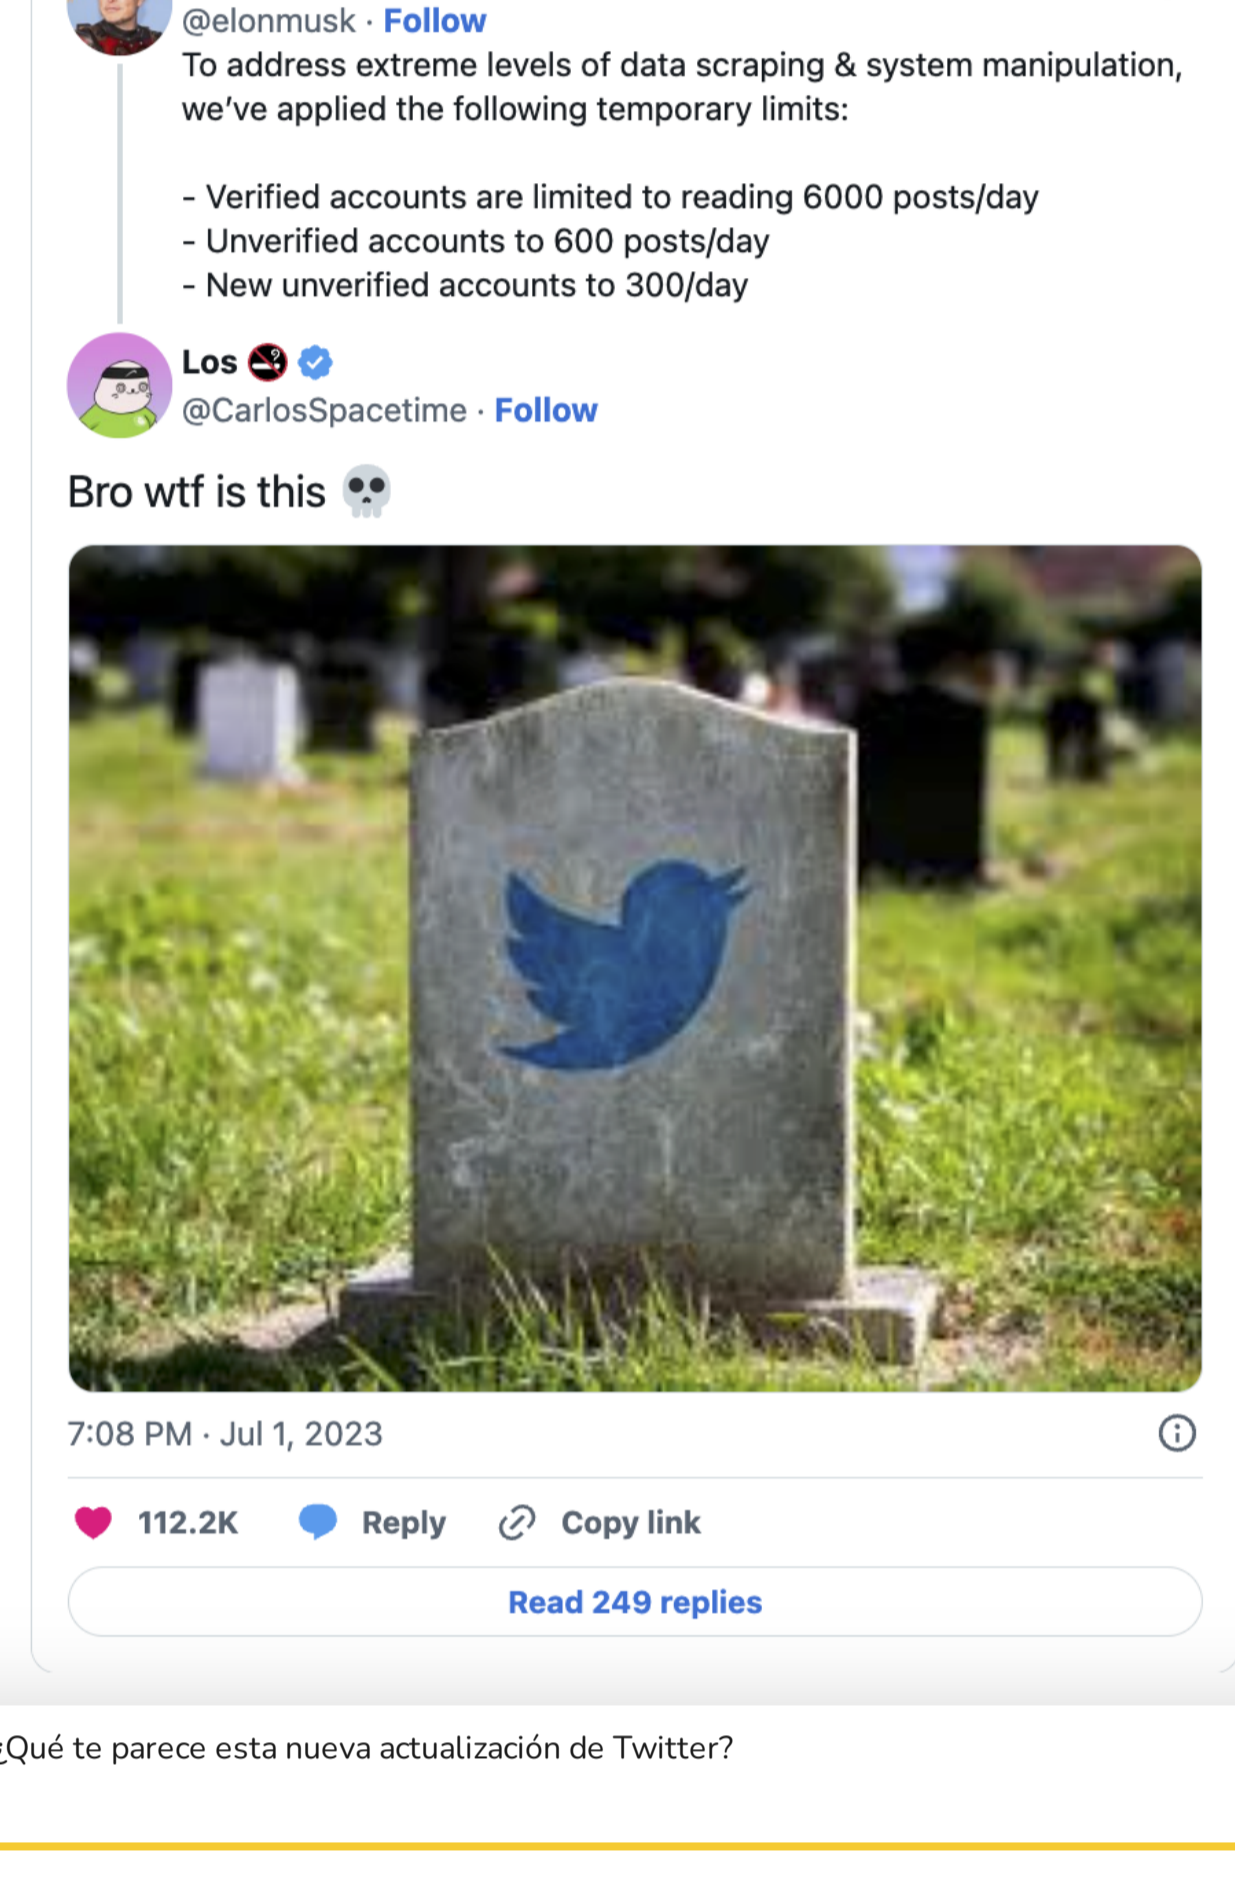 @elonmusk · Follow
To address extreme levels of data scraping & system manipulation,
we've applied the following temporary limits:
- Verified accounts are limited to reading 6000 posts/day
- Unverified accounts to 600 posts/day
- New unverified accounts to 300/day
Los
@CarlosSpacetime · Follow
Bro wtf is this 💀
7:08 PM · Jul 1, 2023
112.2K Reply Copy link
Read 249 replies
¿Qué te parece esta nueva actualización de Twitter?